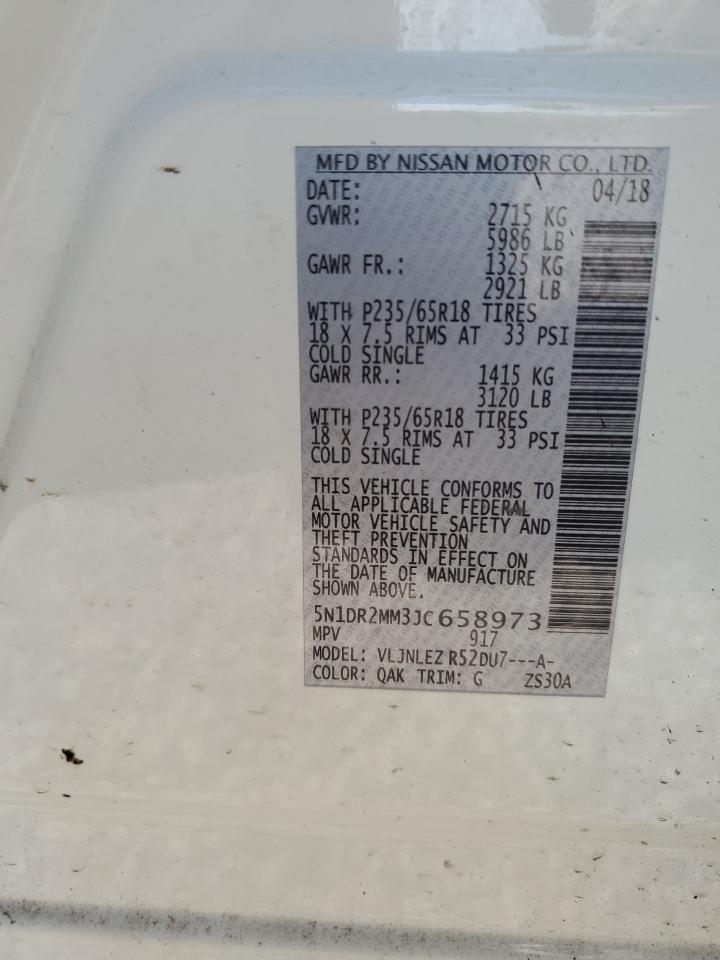 MFD BY NISSAN MOTOR CO., LTD.
DATE: 04/18
GVWR: 2715 KG
5986 LB
GAWR FR.: 1325 KG
2921 LB
WITH P235/65R18 TIRES
18 X 7.5 RIMS AT 33 PSI
COLD SINGLE
GAWR RR.: 1415 KG
3120 LB
WITH P235/65R18 TIRES
18 X 7.5 RIMS AT 33 PSI
COLD SINGLE
THIS VEHICLE CONFORMS TO
ALL APPLICABLE FEDERAL
MOTOR VEHICLE SAFETY AND
THEFT PREVENTION
STANDARDS IN EFFECT ON
THE DATE OF MANUFACTURE
SHOWN ABOVE.
5N1DR2MM3JC658973
MPV 917
MODEL: VLJNLEZ R52DU7---A-
COLOR: QAK TRIM: G ZS30A